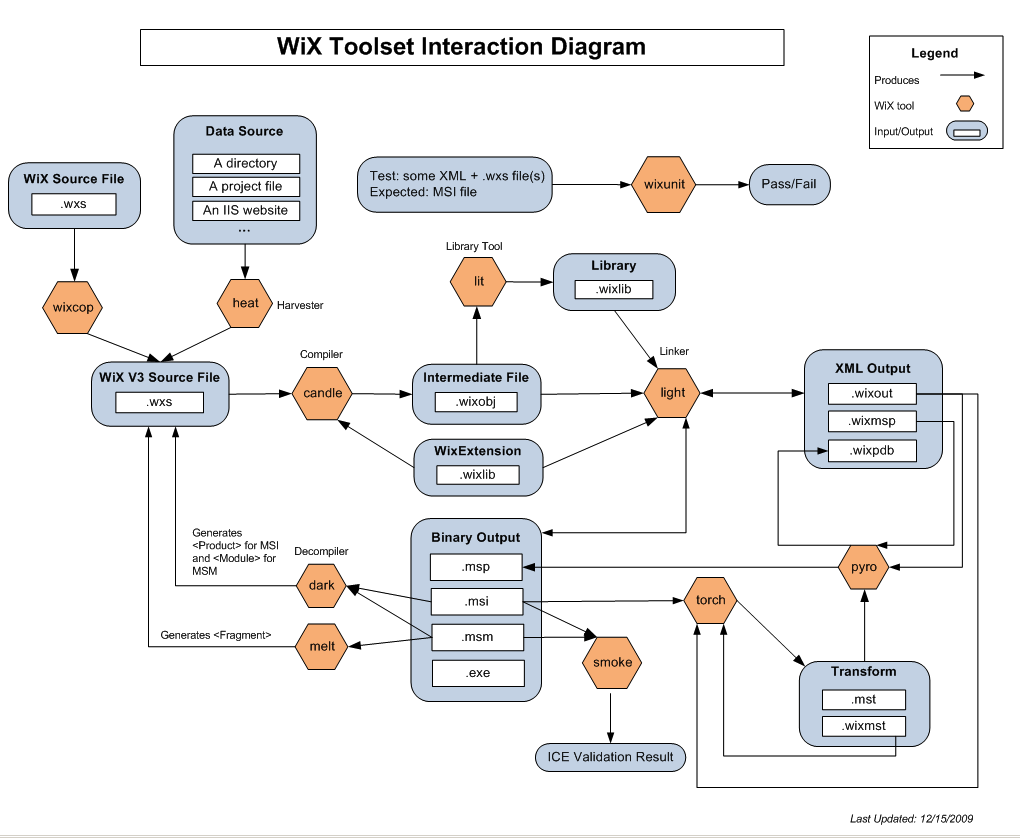 WiX Toolset Interaction Diagram
Legend
Produces
WiX tool
Input/Output
Data Source
A directory
A project file
An IIS website
...
WiX Source File
.wxs
Test: some XML + .wxs file(s)
Expected: MSI file
wixunit
Pass/Fail
Library Tool
lit
Library
.wixlib
wixcop
heat
Harvester
Compiler
Linker
WiX V3 Source File
.wxs
candle
Intermediate File
.wixobj
light
XML Output
.wixout
.wixmsp
.wixpdb
WixExtension
.wixlib
Generates
<Product> for MSI
and <Module> for
MSM
Decompiler
dark
Binary Output
.msp
.msi
.msm
.exe
pyro
torch
Generates <Fragment>
melt
smoke
Transform
.mst
.wixmst
ICE Validation Result
Last Updated: 12/15/2009